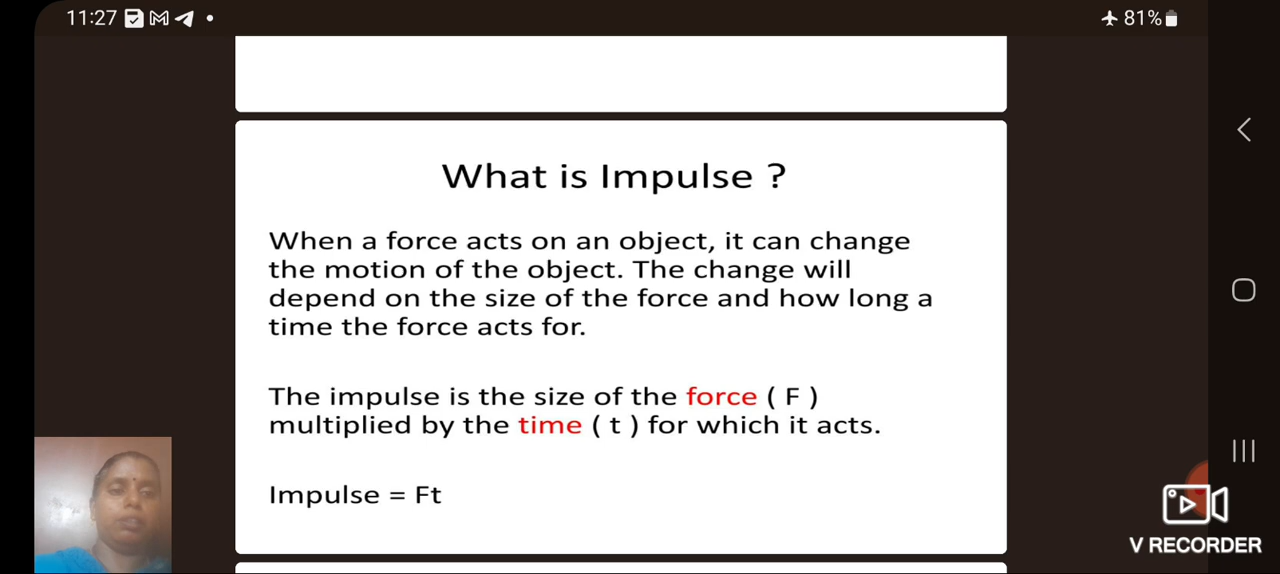 11:27
81%
What is Impulse ?
When a force acts on an object, it can change
the motion of the object. The change will
depend on the size of the force and how long a
time the force acts for.
The impulse is the size of the force ( F )
multiplied by the time ( t ) for which it acts.
Impulse = Ft
V RECORDER